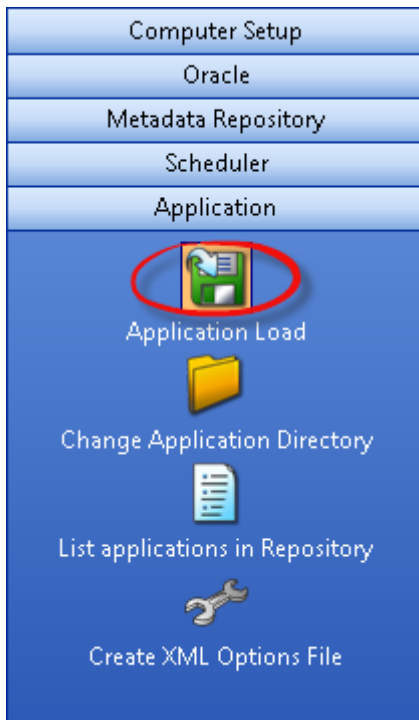 Computer Setup
Oracle
Metadata Repository
Scheduler
Application
Application Load
Change Application Directory
List applications in Repository
Create XML Options File